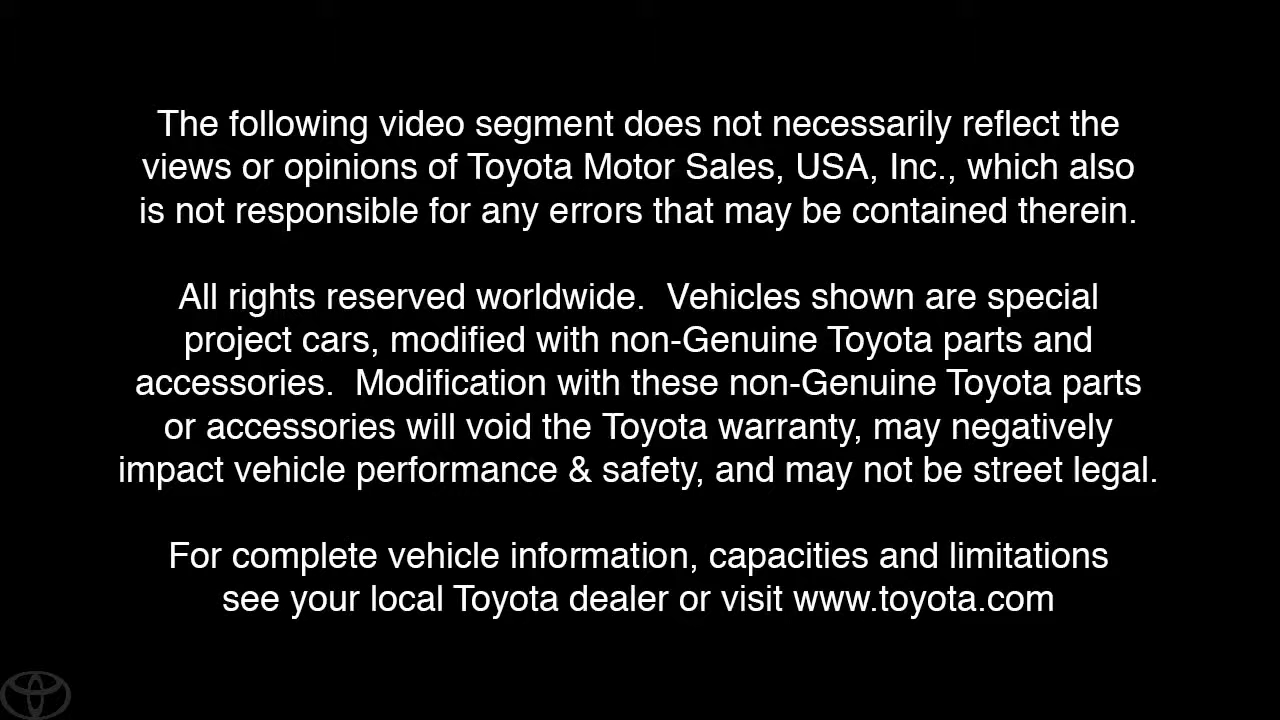 The following video segment does not necessarily reflect the
views or opinions of Toyota Motor Sales, USA, Inc., which also
is not responsible for any errors that may be contained therein.
All rights reserved worldwide.  Vehicles shown are special
project cars, modified with non-Genuine Toyota parts and
accessories.  Modification with these non-Genuine Toyota parts
or accessories will void the Toyota warranty, may negatively
impact vehicle performance & safety, and may not be street legal.
For complete vehicle information, capacities and limitations
see your local Toyota dealer or visit www.toyota.com